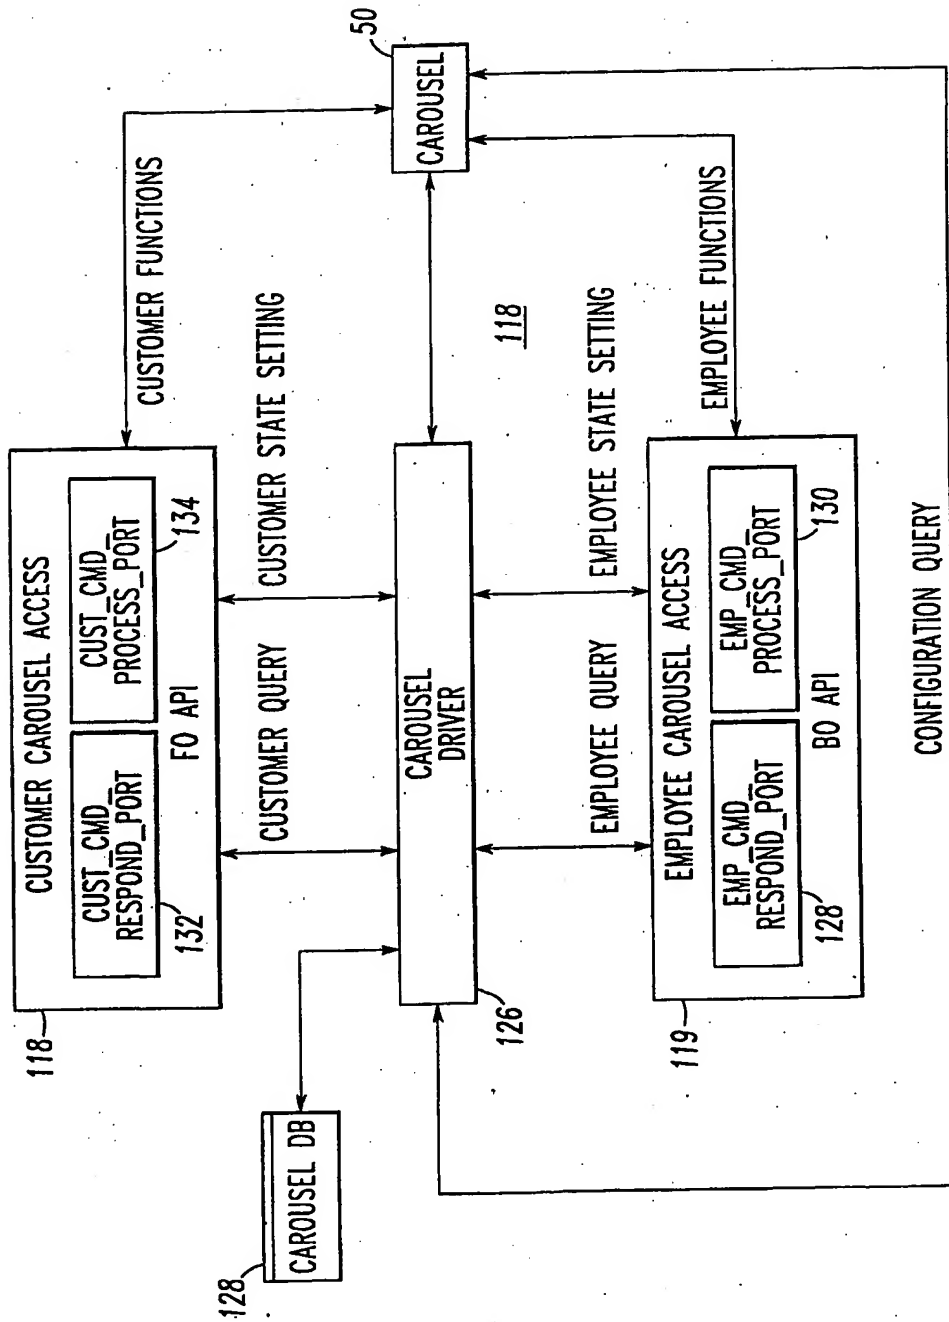 118
CUSTOMER CAROUSEL ACCESS
CUST_CMD_
RESPOND_PORT
132
CUST_CMD_
PROCESS_PORT
134
FO API
CUSTOMER FUNCTIONS
CUSTOMER QUERY
CUSTOMER STATE SETTING
128
CAROUSEL DB
CAROUSEL
DRIVER
126
CAROUSEL
50
118
EMPLOYEE QUERY
EMPLOYEE STATE SETTING
EMPLOYEE FUNCTIONS
119
EMPLOYEE CAROUSEL ACCESS
EMP_CMD_
RESPOND_PORT
128
EMP_CMD_
PROCESS_PORT
130
BO API
CONFIGURATION QUERY